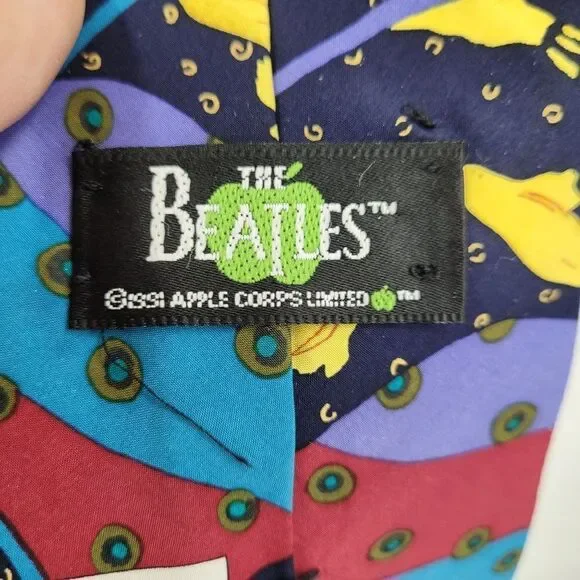 THE
BEATLES™
©1991 APPLE CORPS LIMITED ™